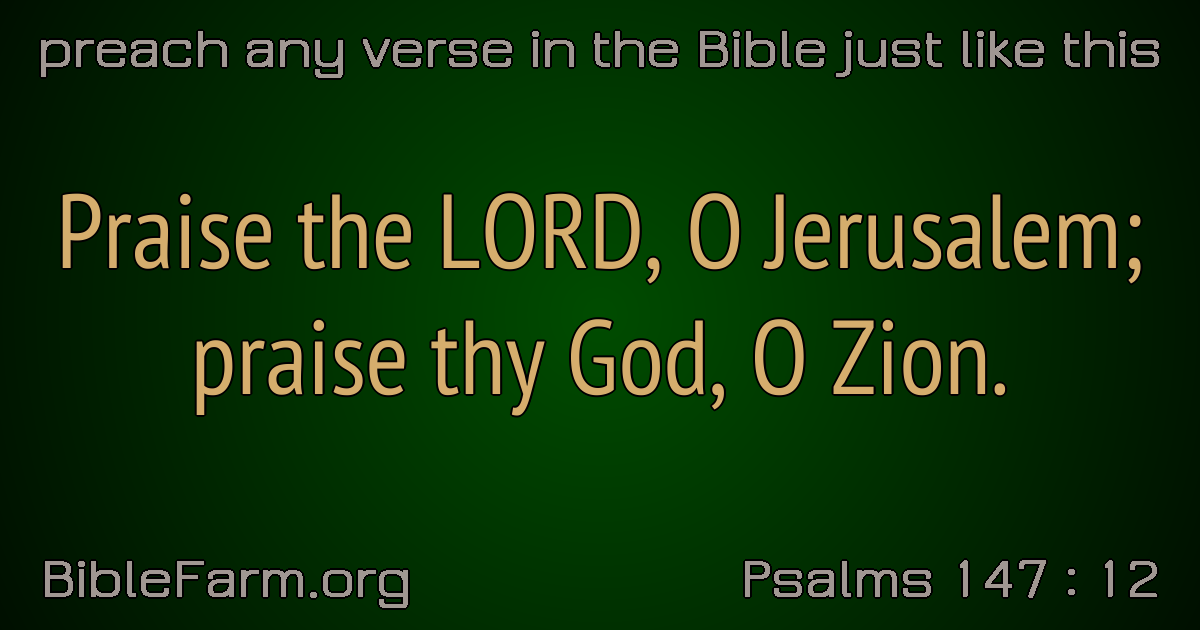 preach any verse in the Bible just like this
Praise the LORD, O Jerusalem;
praise thy God, O Zion.
BibleFarm.org
Psalms 147 : 12